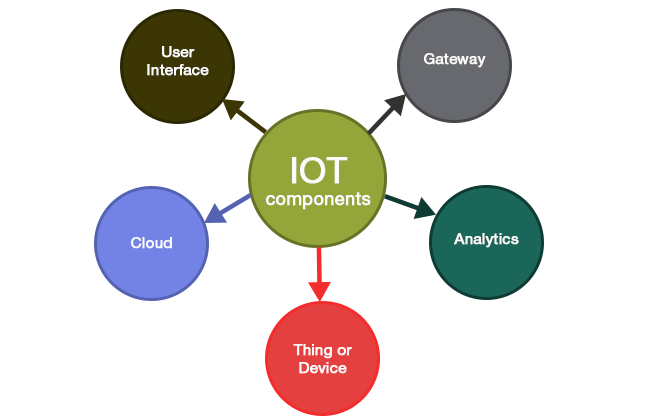 User
Interface
Gateway
IOT
components
Cloud
Analytics
Thing or
Device